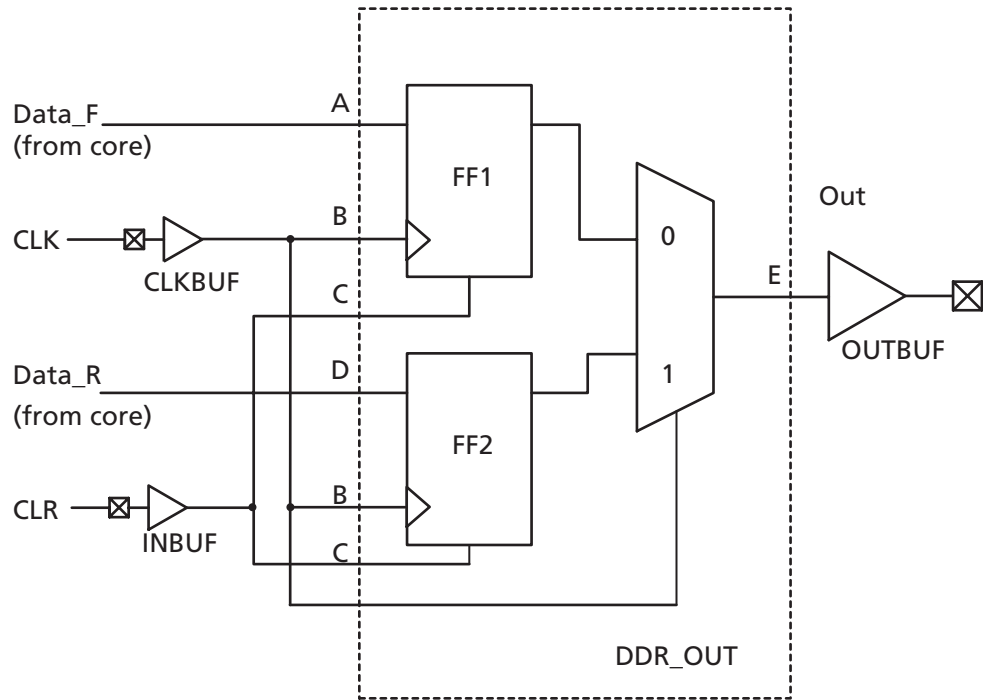 Data_F
(from core)
A
FF1
CLK
CLKBUF
B
C
0
Out
E
OUTBUF
Data_R
(from core)
D
1
FF2
CLR
INBUF
B
C
DDR_OUT